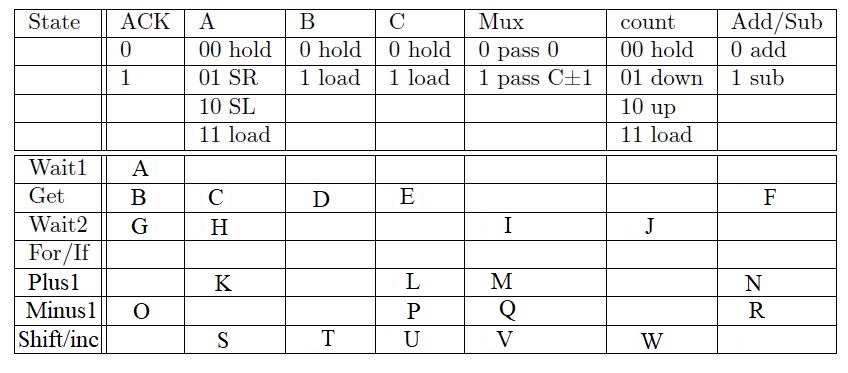 State ACK A B C Mux count Add/Sub
0 00 hold 0 hold 0 hold 0 pass 0 00 hold 0 add
1 01 SR 1 load 1 load 1 pass C±1 01 down 1 sub
10 SL 10 up
11 load 11 load
Wait1 A
Get B C D E F
Wait2 G H I J
For/If
Plus1 K L M N
Minus1 O P Q R
Shift/inc S T U V W